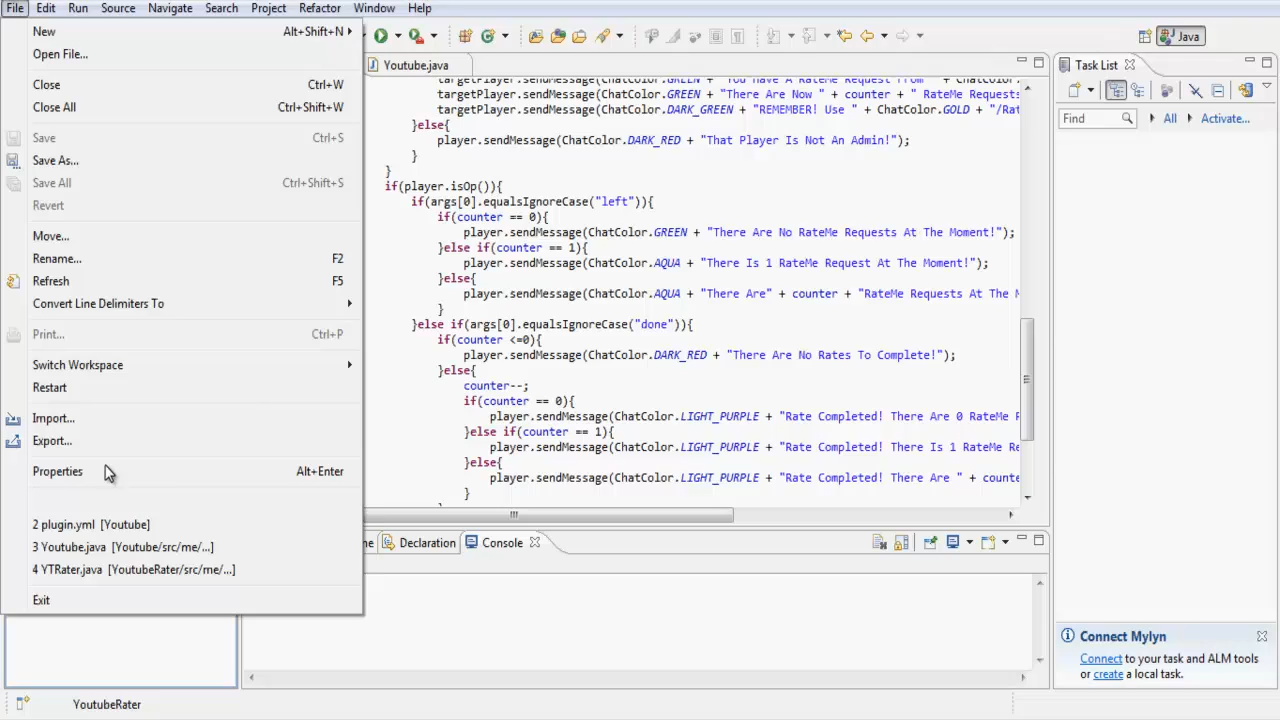 File Edit Run Source Navigate Search Project Refactor Window Help
New Alt+Shift+N
Open File...
Close Ctrl+W
Close All Ctrl+Shift+W
Save Ctrl+S
Save As...
Save All Ctrl+Shift+S
Revert
Move...
Rename... F2
Refresh F5
Convert Line Delimiters To
Print... Ctrl+P
Switch Workspace
Restart
Import...
Export...
Properties Alt+Enter
2 plugin.yml [Youtube]
3 Youtube.java [Youtube/src/me/...]
4 YTRater.java [YoutubeRater/src/me/...]
Exit
YoutubeRater
Java
Youtube.java
targetPlayer.sendMessage(ChatColor.GREEN + "You Have A RateMe Request From " + ChatColo
targetPlayer.sendMessage(ChatColor.GREEN + "There Are Now " + counter + " RateMe Requests
targetPlayer.sendMessage(ChatColor.DARK_GREEN + "REMEMBER! Use " + ChatColor.GOLD + "/Rat
}else{
player.sendMessage(ChatColor.DARK_RED + "That Player Is Not An Admin!");
}
}
if(player.isOp()){
if(args[0].equalsIgnoreCase("left")){
if(counter == 0){
player.sendMessage(ChatColor.GREEN + "There Are No RateMe Requests At The Moment!");
}else if(counter == 1){
player.sendMessage(ChatColor.AQUA + "There Is 1 RateMe Request At The Moment!");
}else{
player.sendMessage(ChatColor.AQUA + "There Are" + counter + "RateMe Requests At The M
}
}else if(args[0].equalsIgnoreCase("done")){
if(counter <=0){
player.sendMessage(ChatColor.DARK_RED + "There Are No Rates To Complete!");
}else{
counter--;
if(counter == 0){
player.sendMessage(ChatColor.LIGHT_PURPLE + "Rate Completed! There Are 0 RateMe R
}else if(counter == 1){
player.sendMessage(ChatColor.LIGHT_PURPLE + "Rate Completed! There Is 1 RateMe Re
}else{
player.sendMessage(ChatColor.LIGHT_PURPLE + "Rate Completed! There Are " + counte
}
Declaration Console
Task List
Find All Activate...
Connect Mylyn
Connect to your task and ALM tools
or create a local task.